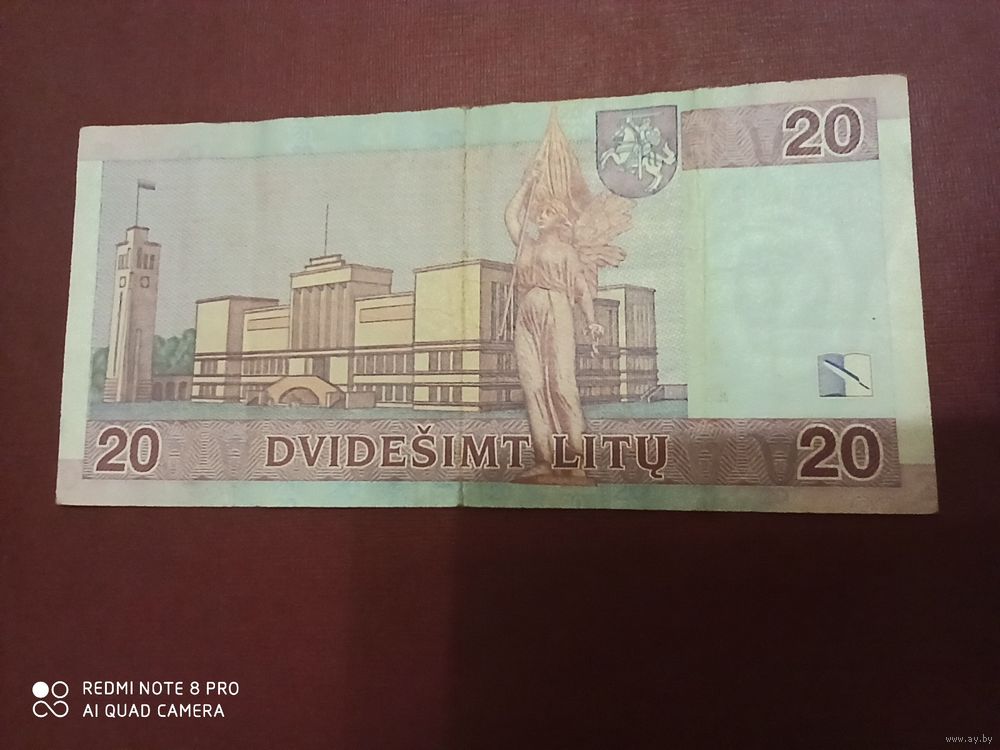 20
20 DVIDEŠIMT LITŲ 20
REDMI NOTE 8 PRO
AI QUAD CAMERA
www.ay.by